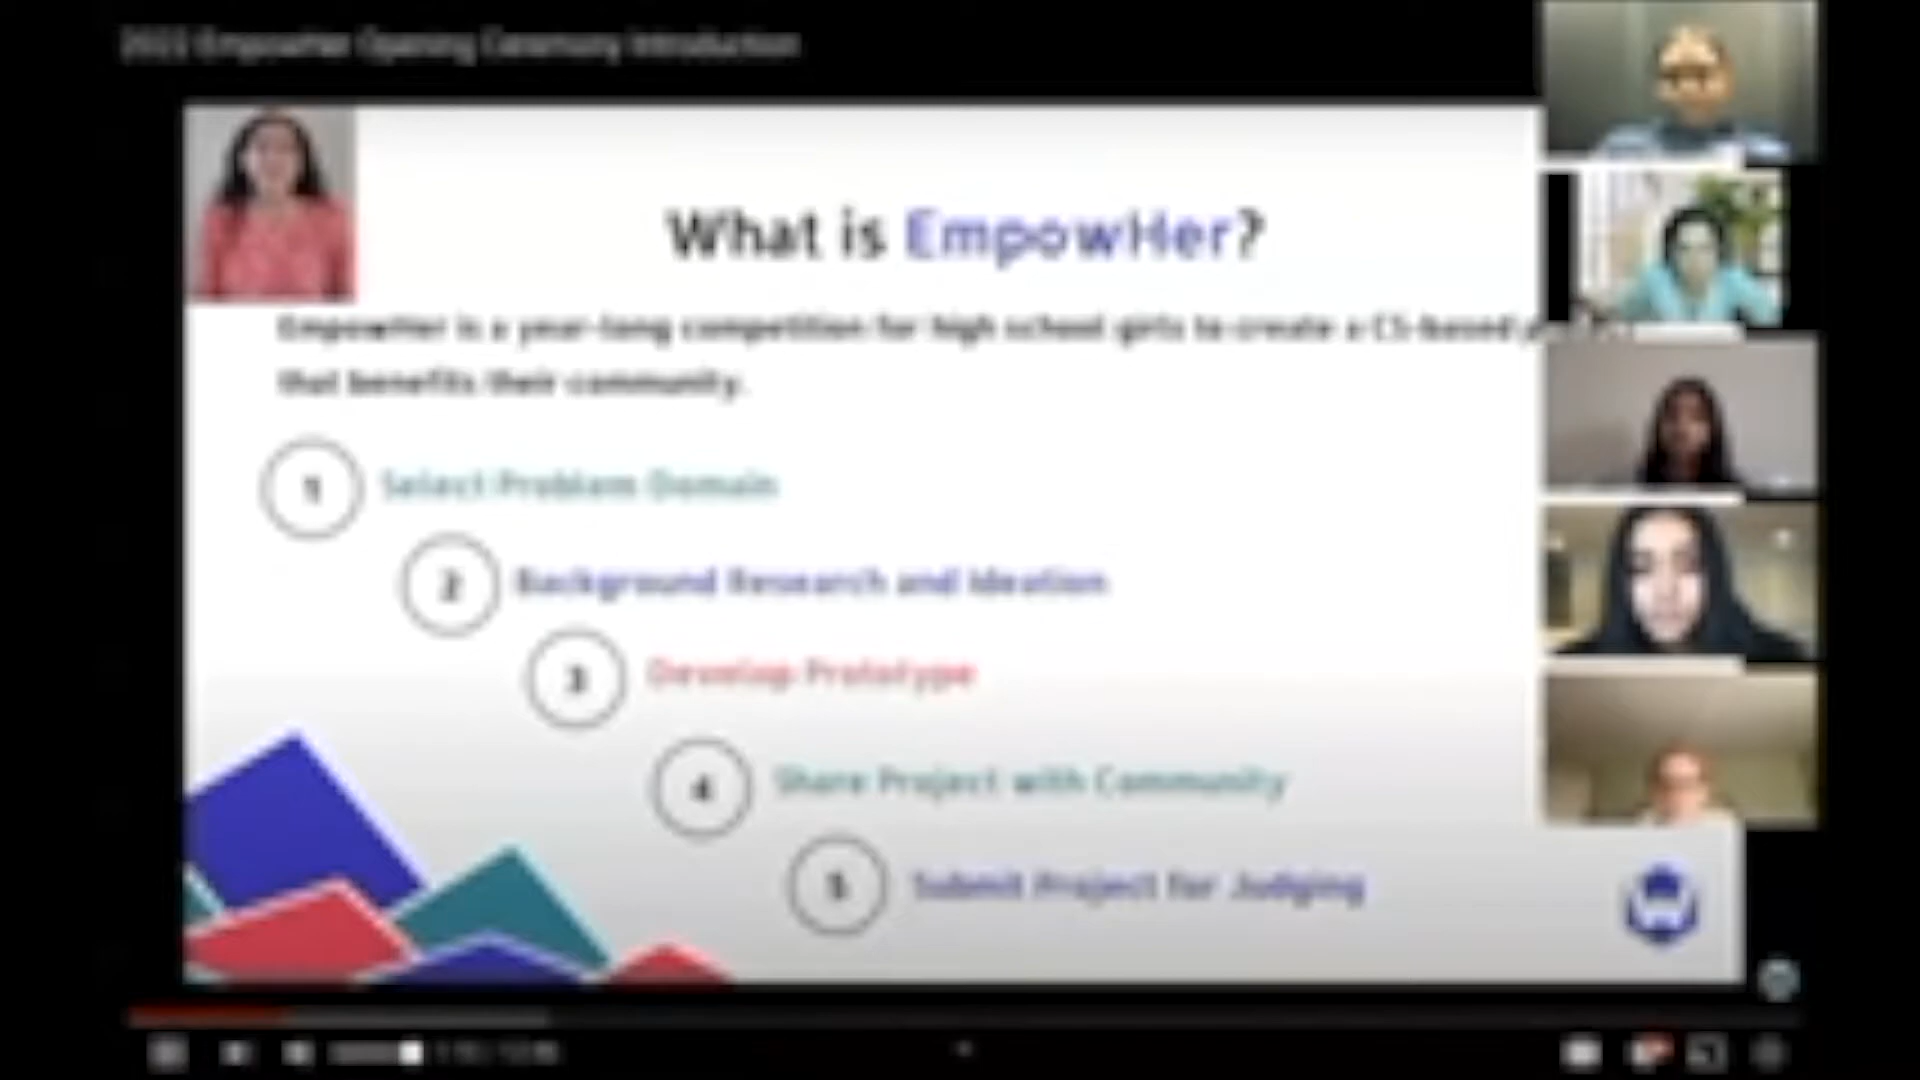 EmpowHer Opening Ceremony Introduction
What is EmpowHer?
EmpowHer is a year-long competition for high school girls to create a CS-based
that benefits their community.
1 Select Problem Domain
2 Background Research and Ideation
3 Develop Prototype
4 Share Project with Community
5 Submit Project for Judging